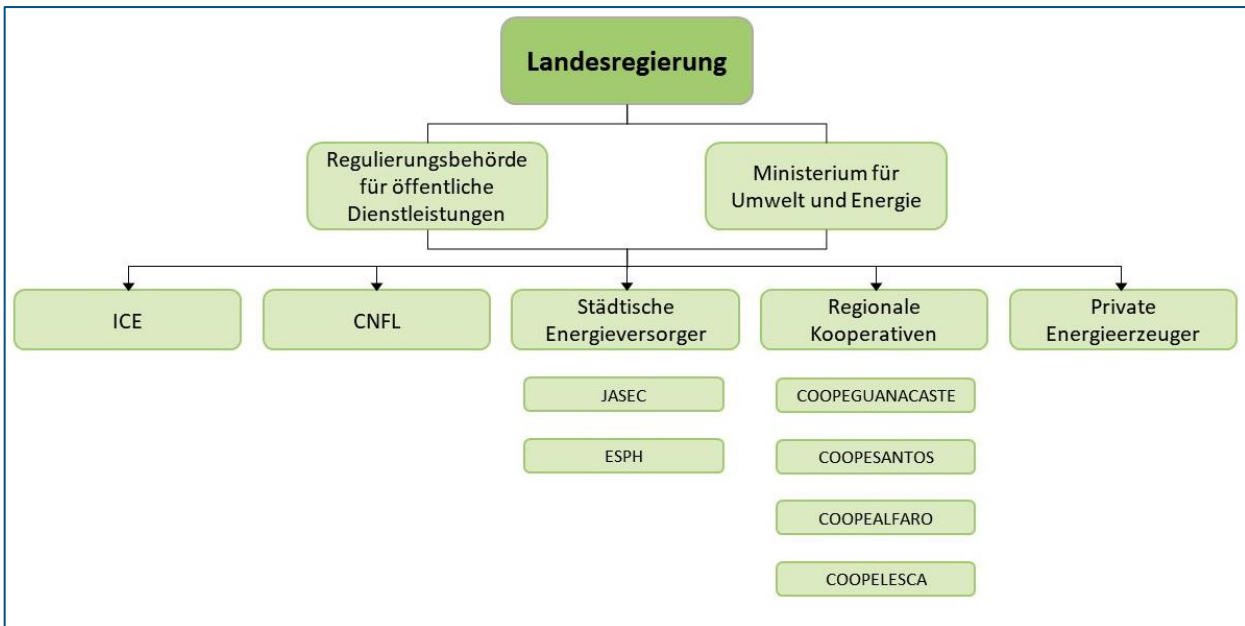 Landesregierung
Regulierungsbehörde
für öffentliche
Dienstleistungen
Ministerium für
Umwelt und Energie
ICE
CNFL
Städtische
Energieversorger
Regionale
Kooperativen
Private
Energieerzeuger
JASEC
COOPEGUANACASTE
ESPH
COOPESANTOS
COOPEALFARO
COOPELESCA